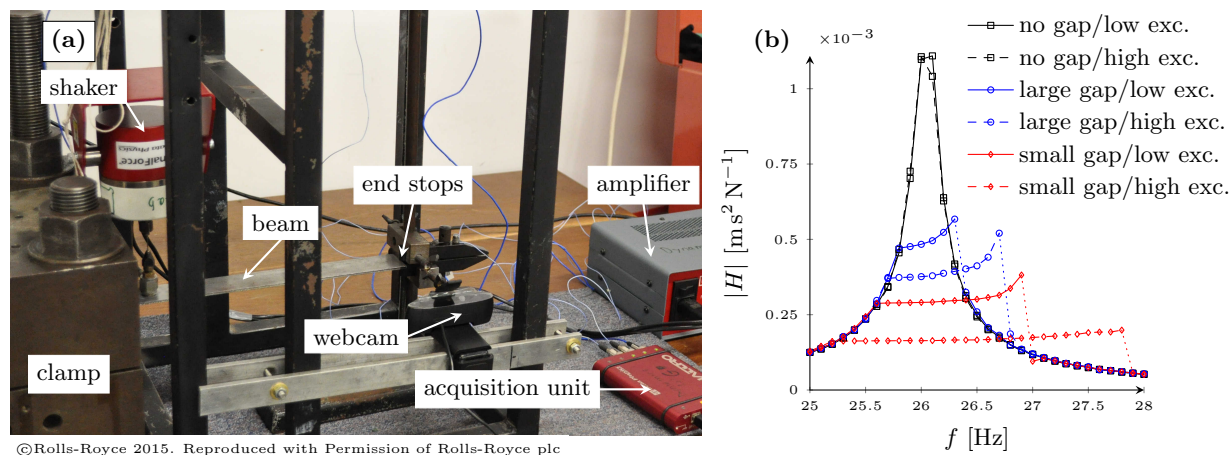 (a)
shaker
beam
end stops
amplifier
webcam
clamp
acquisition unit
©Rolls-Royce 2015. Reproduced with Permission of Rolls-Royce plc
(b)
×10⁻³
no gap/low exc.
no gap/high exc.
large gap/low exc.
large gap/high exc.
small gap/low exc.
small gap/high exc.
|H| [m s² N⁻¹]
1
0.75
0.5
0.25
0
25 25.5 26 26.5 27 27.5 28
f [Hz]